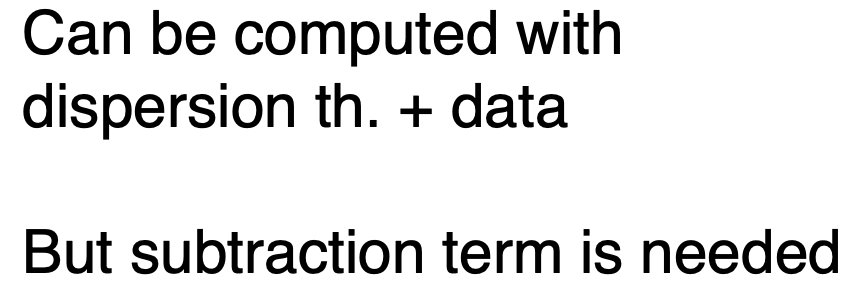 Can be computed with
dispersion th. + data
But subtraction term is needed